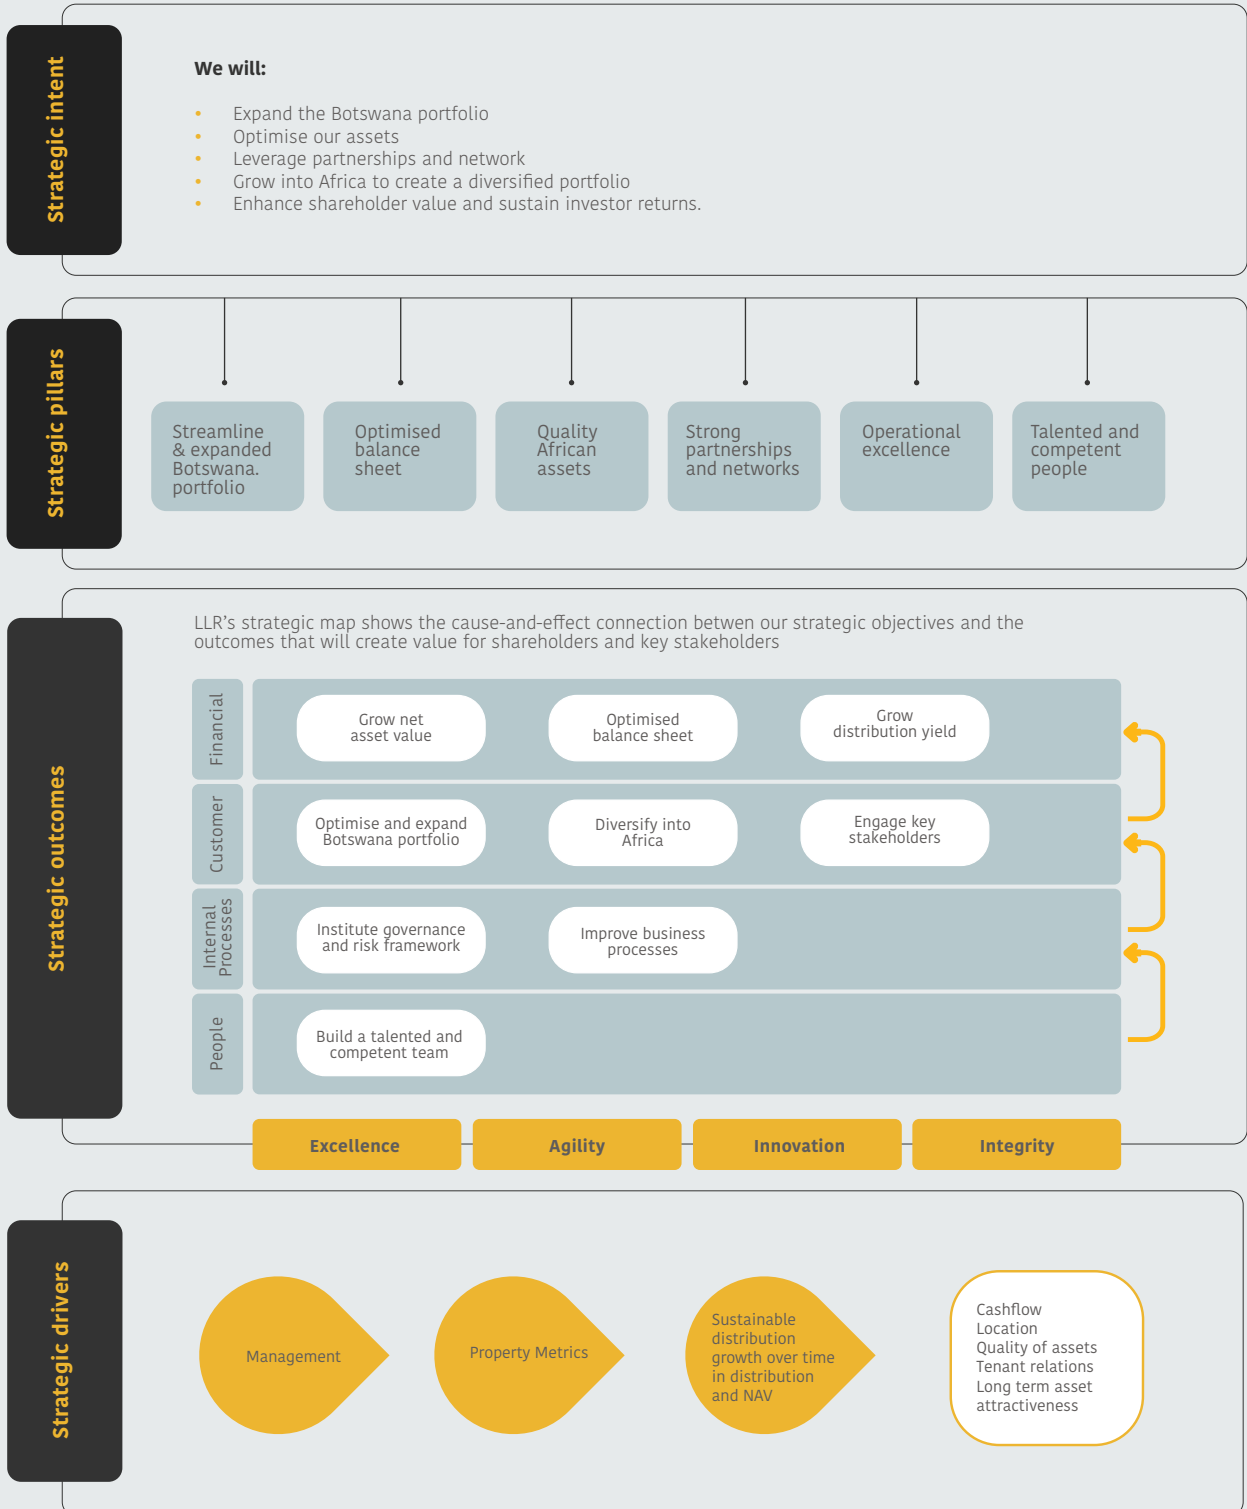 Strategic intent
We will:
• Expand the Botswana portfolio
• Optimise our assets
• Leverage partnerships and network
• Grow into Africa to create a diversified portfolio
• Enhance shareholder value and sustain investor returns.
Strategic pillars
Streamline
& expanded
Botswana.
portfolio
Optimised
balance
sheet
Quality
African
assets
Strong
partnerships
and networks
Operational
excellence
Talented and
competent
people
Strategic outcomes
LLR’s strategic map shows the cause-and-effect connection betwen our strategic objectives and the
outcomes that will create value for shareholders and key stakeholders
Financial
Grow net
asset value
Optimised
balance sheet
Grow
distribution yield
Customer
Optimise and expand
Botswana portfolio
Diversify into
Africa
Engage key
stakeholders
Internal
Processes
Institute governance
and risk framework
Improve business
processes
People
Build a talented and
competent team
Excellence
Agility
Innovation
Integrity
Strategic drivers
Management
Property Metrics
Sustainable
distribution
growth over time
in distribution
and NAV
Cashflow
Location
Quality of assets
Tenant relations
Long term asset
attractiveness